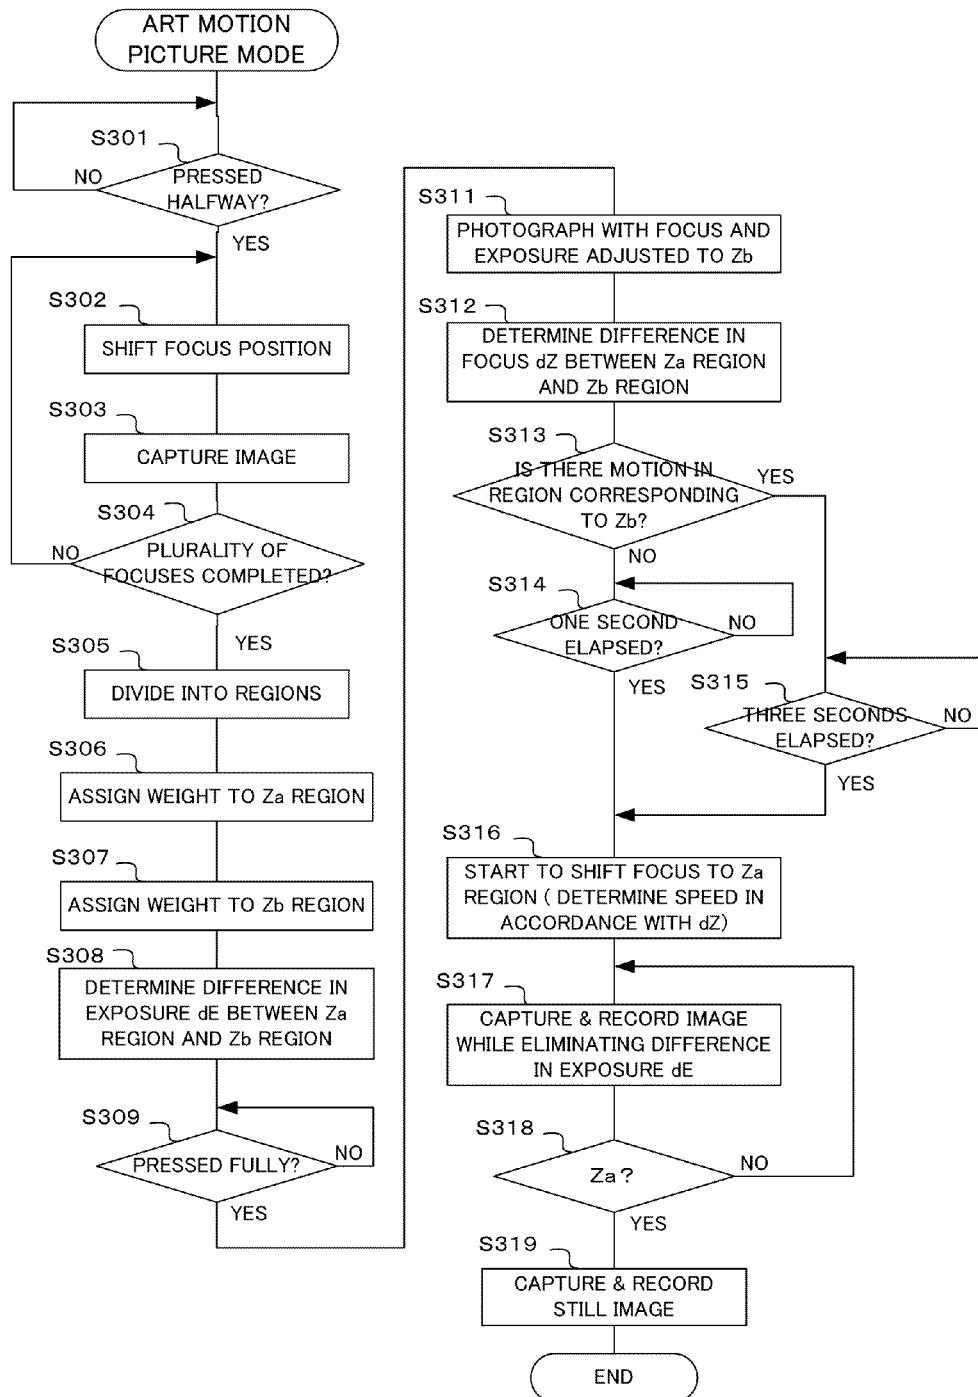 ART MOTION
PICTURE MODE
S301
NO
PRESSED
HALFWAY?
YES
S302
SHIFT FOCUS POSITION
S303
CAPTURE IMAGE
S304
NO
PLURALITY OF
FOCUSES COMPLETED?
YES
S305
DIVIDE INTO REGIONS
S306
ASSIGN WEIGHT TO Za REGION
S307
ASSIGN WEIGHT TO Zb REGION
S308
DETERMINE DIFFERENCE IN
EXPOSURE dE BETWEEN Za
REGION AND Zb REGION
S309
PRESSED FULLY?
NO
YES
S311
PHOTOGRAPH WITH FOCUS AND
EXPOSURE ADJUSTED TO Zb
S312
DETERMINE DIFFERENCE IN
FOCUS dZ BETWEEN Za REGION
AND Zb REGION
S313
IS THERE MOTION IN
REGION CORRESPONDING
TO Zb?
YES
NO
S314
ONE SECOND
ELAPSED?
NO
YES
S315
THREE SECONDS
ELAPSED?
NO
YES
S316
START TO SHIFT FOCUS TO Za
REGION ( DETERMINE SPEED IN
ACCORDANCE WITH dZ)
S317
CAPTURE & RECORD IMAGE
WHILE ELIMINATING DIFFERENCE
IN EXPOSURE dE
S318
Za ?
NO
YES
S319
CAPTURE & RECORD
STILL IMAGE
END